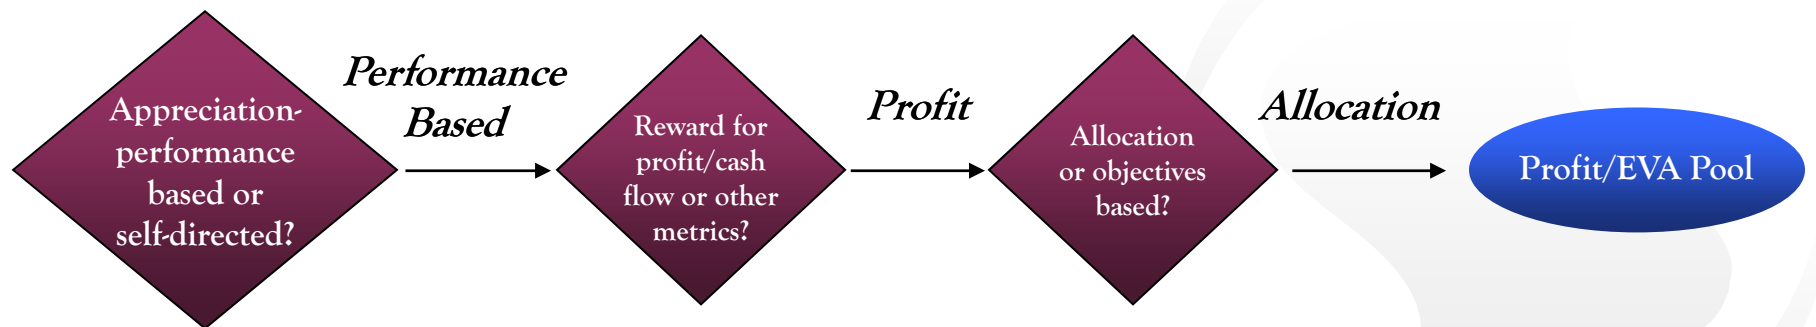 Appreciation-
performance
based or
self-directed?
Performance
Based
Reward for
profit/cash
flow or other
metrics?
Profit
Allocation
or objectives
based?
Allocation
Profit/EVA Pool